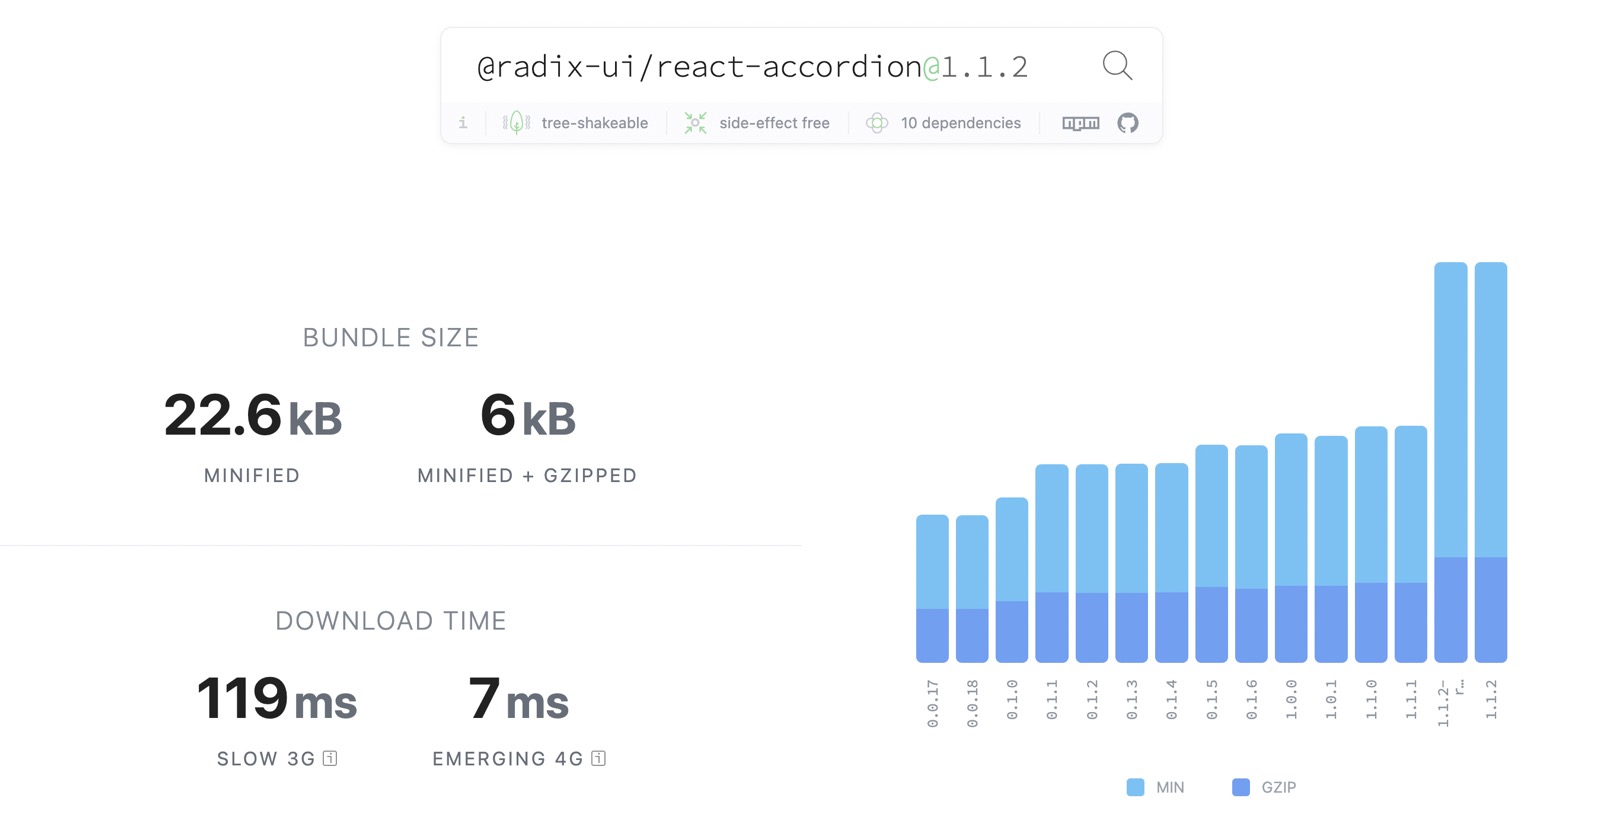 @radix-ui/react-accordion@1.1.2
i tree-shakeable side-effect free 10 dependencies npm
BUNDLE SIZE
22.6 kB 6 kB
MINIFIED MINIFIED + GZIPPED
DOWNLOAD TIME
119 ms 7 ms
SLOW 3G i EMERGING 4G i
0.0.17
0.0.18
0.1.0
0.1.1
0.1.2
0.1.3
0.1.4
0.1.5
0.1.6
1.0.0
1.0.1
1.1.0
1.1.1
1.1.2-
r…
1.1.2
MIN GZIP